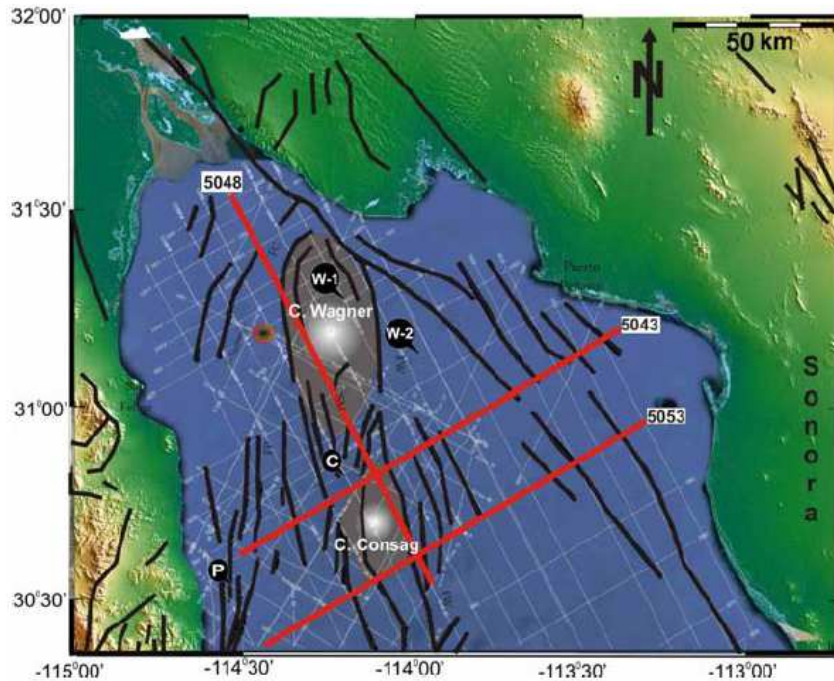 32°00'
50 km
N
5048
31°30'
W-1
C. Wagner
W-2
Puerto
5043
31°00'
5053
Sonora
C
C. Consag
P
30°30'
-115°00'
-114°30'
-114°00'
-113°30'
-113°00'